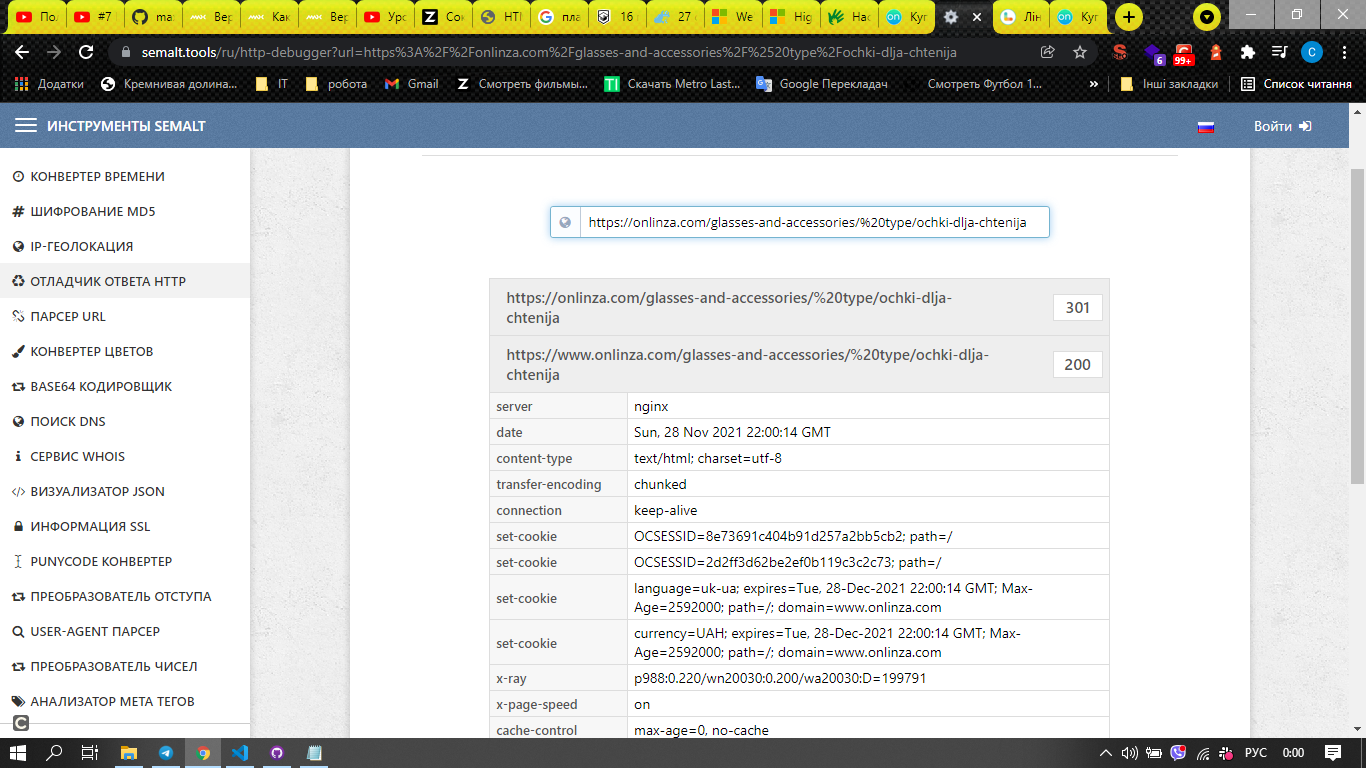 Пол
#7
ma
Вер
Как
Вер
Урс
Сок
HTI
пла
16
27
We
Hig
Нас
Куг
Лін
Куг
semalt.tools/ru/http-debugger?url=https%3A%2F%2Fonlinza.com%2Fglasses-and-accessories%2F%2520type%2Fochki-dlja-chtenija
6
99+
C
Додатки
Кремнивая долина...
IT
робота
Gmail
Смотреть фильмы...
Скачать Metro Last...
Google Перекладач
Смотреть Футбол 1...
»
Інші закладки
Список читання
ИНСТРУМЕНТЫ SEMALT
Войти
КОНВЕРТЕР ВРЕМЕНИ
ШИФРОВАНИЕ MD5
IP-ГЕОЛОКАЦИЯ
ОТЛАДЧИК ОТВЕТА HTTP
ПАРСЕР URL
КОНВЕРТЕР ЦВЕТОВ
BASE64 КОДИРОВЩИК
ПОИСК DNS
СЕРВИС WHOIS
ВИЗУАЛИЗАТОР JSON
ИНФОРМАЦИЯ SSL
PUNYCODE КОНВЕРТЕР
ПРЕОБРАЗОВАТЕЛЬ ОТСТУПА
USER-AGENT ПАРСЕР
ПРЕОБРАЗОВАТЕЛЬ ЧИСЕЛ
АНАЛИЗАТОР МЕТА ТЕГОВ
https://onlinza.com/glasses-and-accessories/%20type/ochki-dlja-chtenija
https://onlinza.com/glasses-and-accessories/%20type/ochki-dlja-
chtenija
301
https://www.onlinza.com/glasses-and-accessories/%20type/ochki-dlja-
chtenija
200
server nginx
date Sun, 28 Nov 2021 22:00:14 GMT
content-type text/html; charset=utf-8
transfer-encoding chunked
connection keep-alive
set-cookie OCSESSID=8e73691c404b91d257a2bb5cb2; path=/
set-cookie OCSESSID=2d2ff3d62be2ef0b119c3c2c73; path=/
set-cookie language=uk-ua; expires=Tue, 28-Dec-2021 22:00:14 GMT; Max-
Age=2592000; path=/; domain=www.onlinza.com
set-cookie currency=UAH; expires=Tue, 28-Dec-2021 22:00:14 GMT; Max-
Age=2592000; path=/; domain=www.onlinza.com
x-ray p988:0.220/wn20030:0.200/wa20030:D=199791
x-page-speed on
cache-control max-age=0, no-cache
РУС
0:00